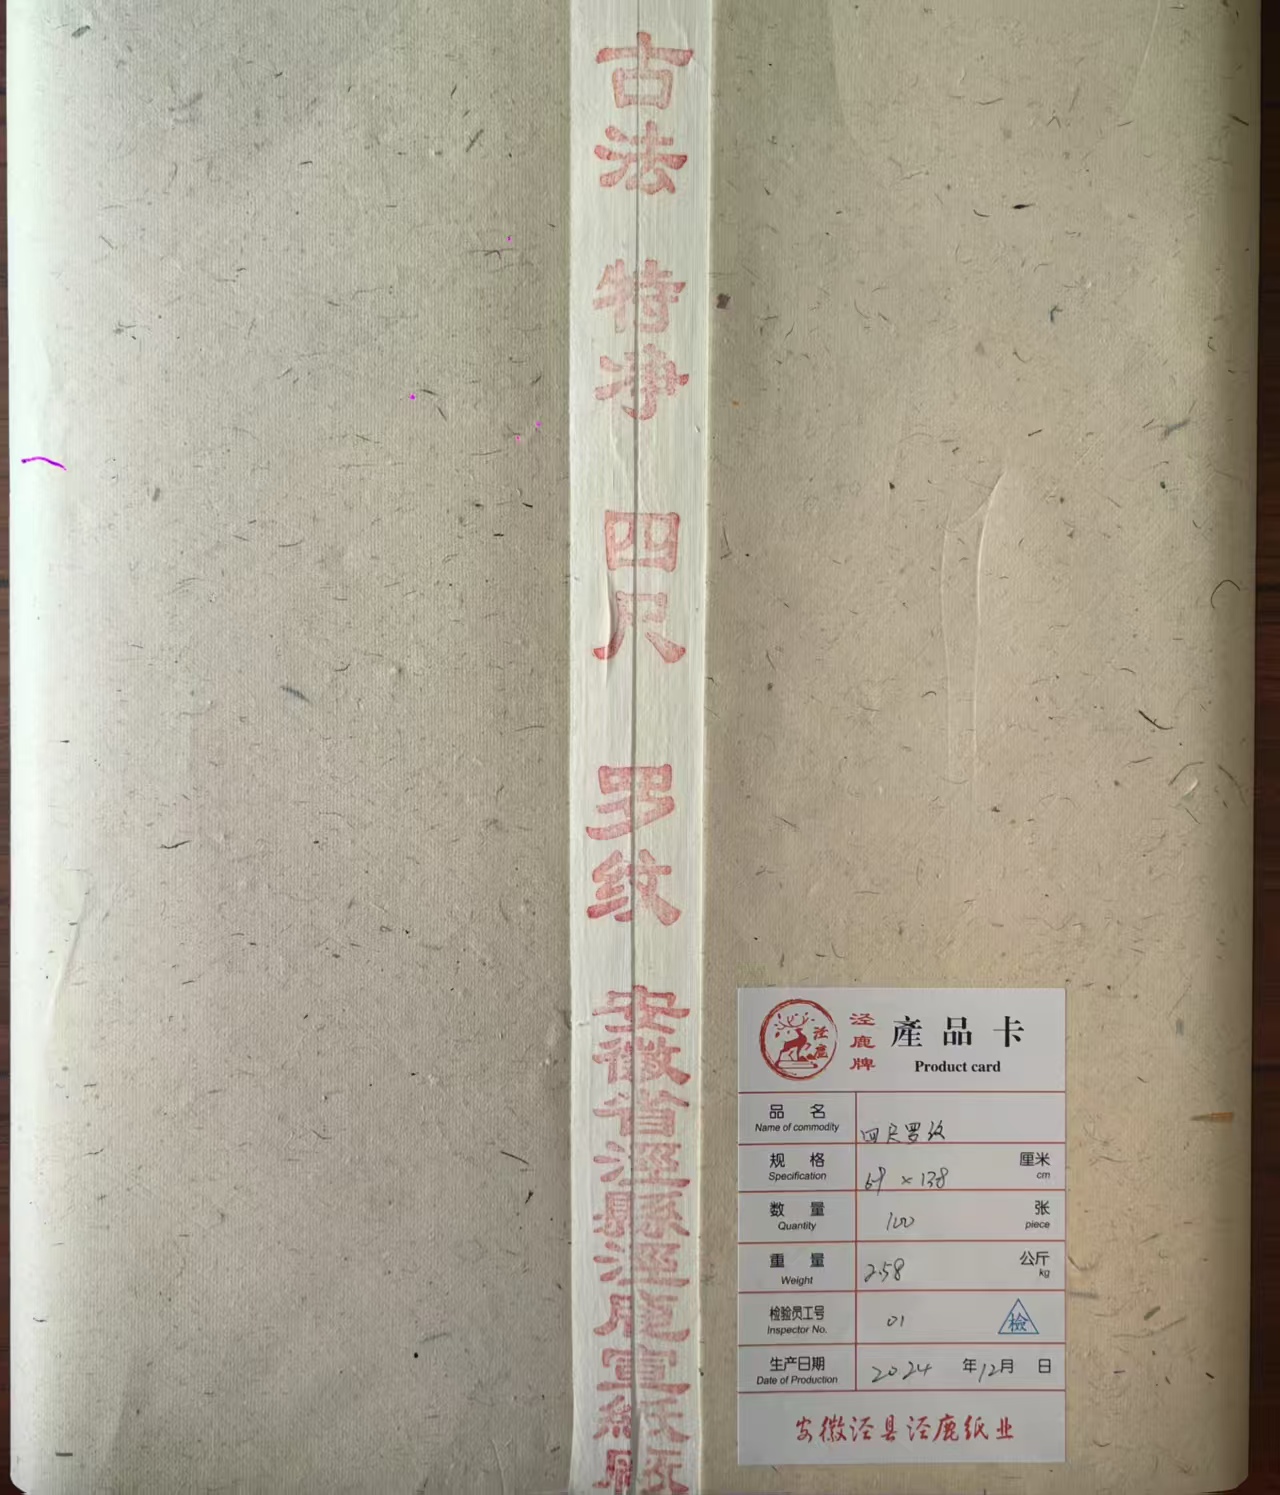 古法 特净 四尺 罗纹 安徽省泾縣泾鹿宣紙廠
泾鹿
泾鹿牌
產品卡
Product card
品名 四尺罗纹
Name of commodity
规格 69×138 厘米
Specification cm
数量 100 张
Quantity piece
重量 2.58 公斤
Weight kg
检验员工号 01 檢
Inspector No.
生产日期 2024 年12月 日
Date of Production
安徽泾县泾鹿纸业